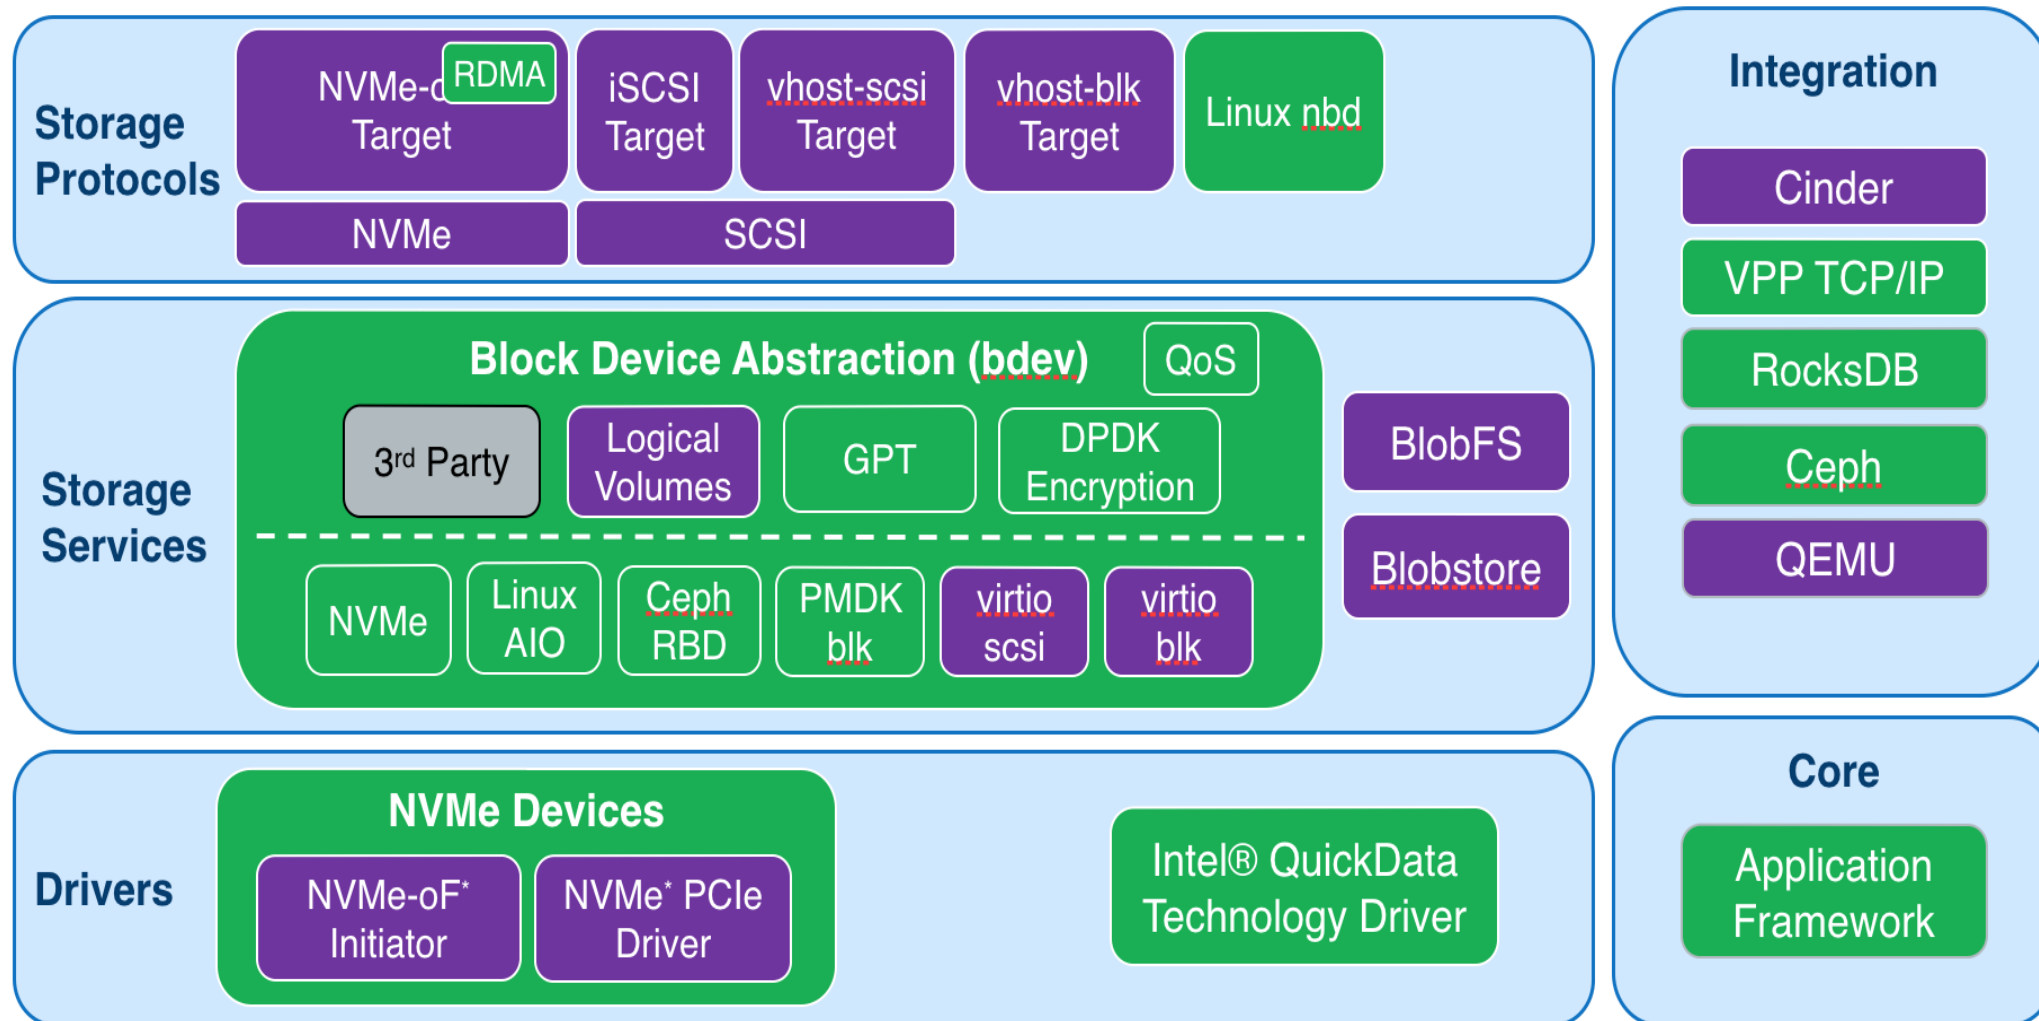 Storage
Protocols
NVMe-o
RDMA
Target
iSCSI
Target
vhost-scsi
Target
vhost-blk
Target
Linux nbd
NVMe
SCSI
Storage
Services
Block Device Abstraction (bdev)
QoS
3rd Party
Logical
Volumes
GPT
DPDK
Encryption
NVMe
Linux
AIO
Ceph
RBD
PMDK
blk
virtio
scsi
virtio
blk
BlobFS
Blobstore
Drivers
NVMe Devices
NVMe-oF*
Initiator
NVMe* PCIe
Driver
Intel® QuickData
Technology Driver
Integration
Cinder
VPP TCP/IP
RocksDB
Ceph
QEMU
Core
Application
Framework